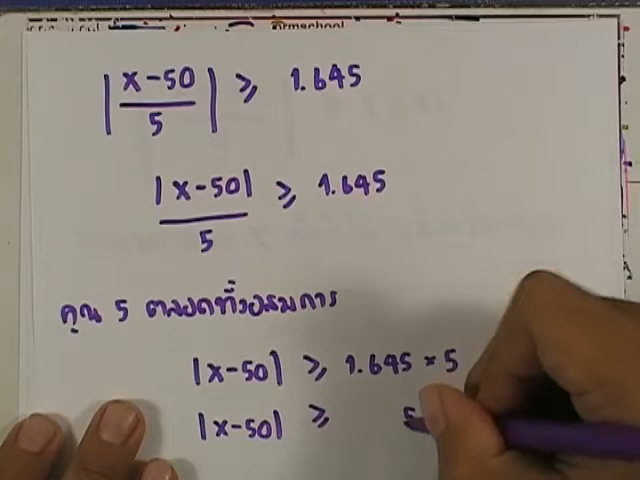 ormschool
|x-50/5| ≥ 1.645
|x-50|/5 ≥ 1.645
คูณ 5 ตลอดทั้งอสมการ
|x-50| ≥ 1.645 × 5
|x-50| ≥